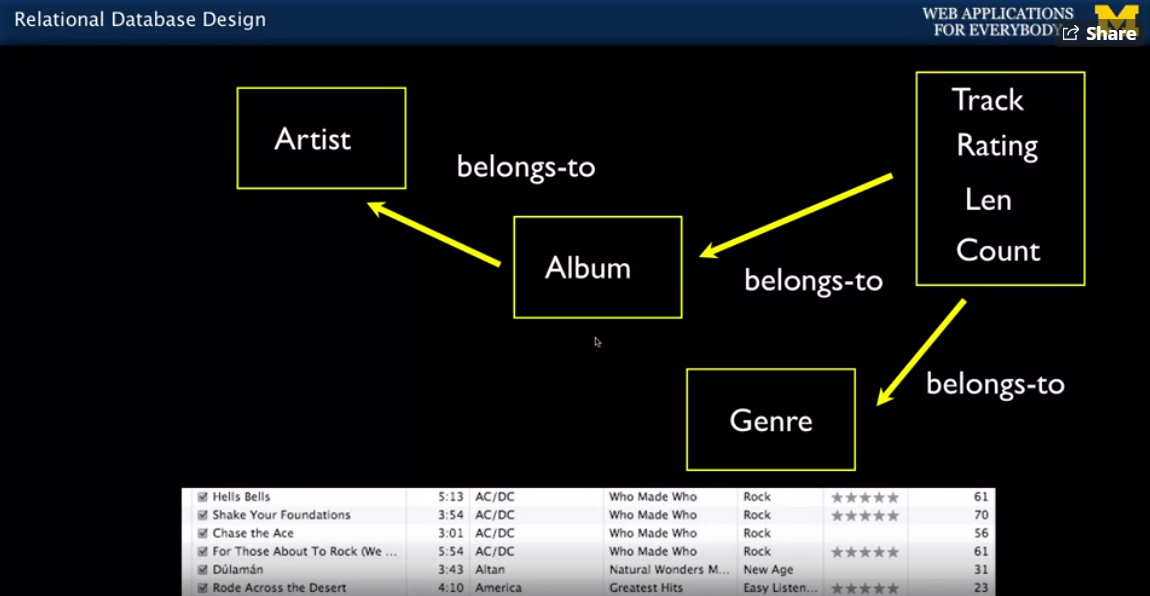 Relational Database Design
WEB APPLICATIONS
FOR EVERYBODY
Share
Artist
belongs-to
Album
belongs-to
Track
Rating
Len
Count
belongs-to
Genre
Hells Bells 5:13 AC/DC Who Made Who Rock ★★★★★ 61
Shake Your Foundations 3:54 AC/DC Who Made Who Rock ★★★★★ 70
Chase the Ace 3:01 AC/DC Who Made Who Rock 56
For Those About To Rock (We ... 5:54 AC/DC Who Made Who Rock ★★★★★ 61
Dúlamán 3:43 Altan Natural Wonders M... New Age 31
Rode Across the Desert 4:10 America Greatest Hits Easy Listen... ★★★★★ 23